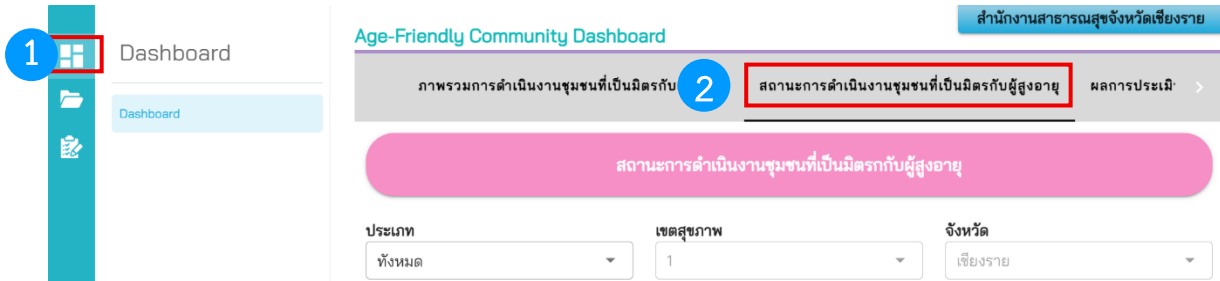 สำนักงานสาธารณสุขจังหวัดเชียงราย
1
Dashboard
Dashboard
Age-Friendly Community Dashboard
ภาพรวมการดำเนินงานชุมชนที่เป็นมิตรกับ 2 สถานะการดำเนินงานชุมชนที่เป็นมิตรกับผู้สูงอายุ ผลการประเมิ
สถานะการดำเนินงานชุมชนที่เป็นมิตรกกับผู้สูงอายุ
ประเภท เขตสุขภาพ จังหวัด
ทั้งหมด 1 เชียงราย